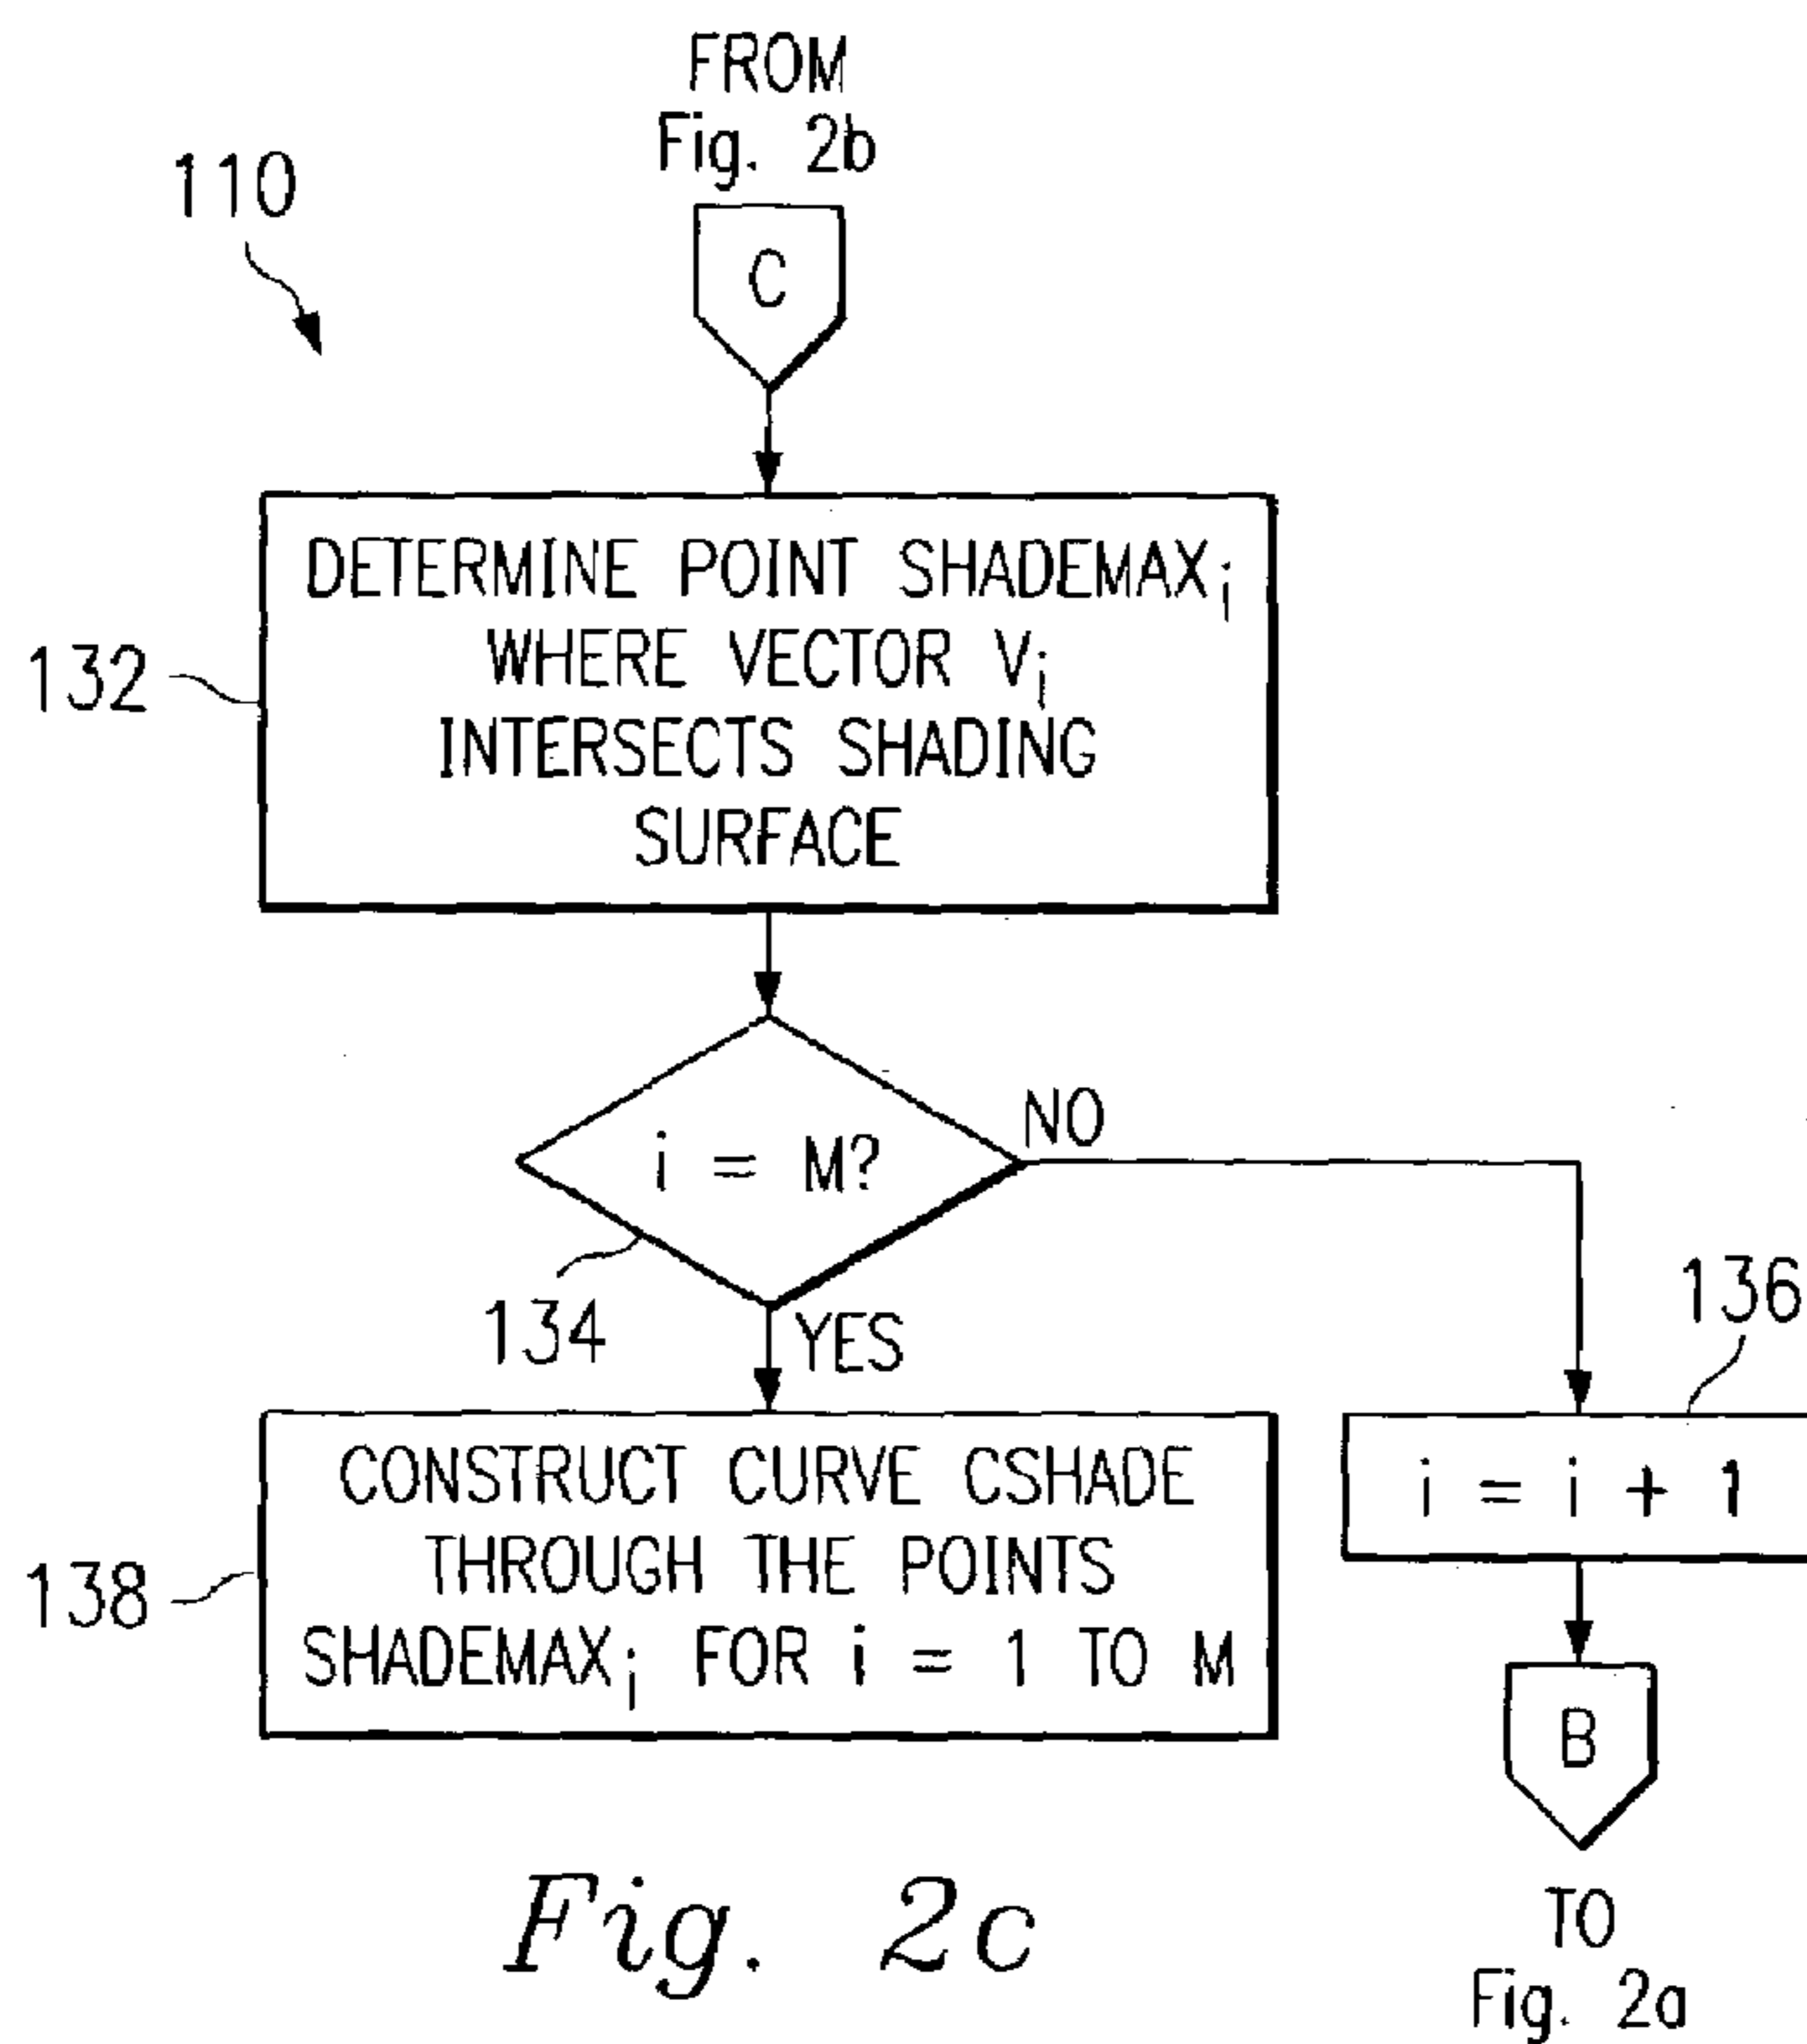 FROM
Fig. 2b
110
C
DETERMINE POINT SHADEMAXi
WHERE VECTOR Vi
INTERSECTS SHADING
SURFACE
132
i = M?
NO
134
YES
136
CONSTRUCT CURVE CSHADE
THROUGH THE POINTS
SHADEMAXi FOR i = 1 TO M
138
i = i + 1
B
TO
Fig. 2a
Fig. 2c